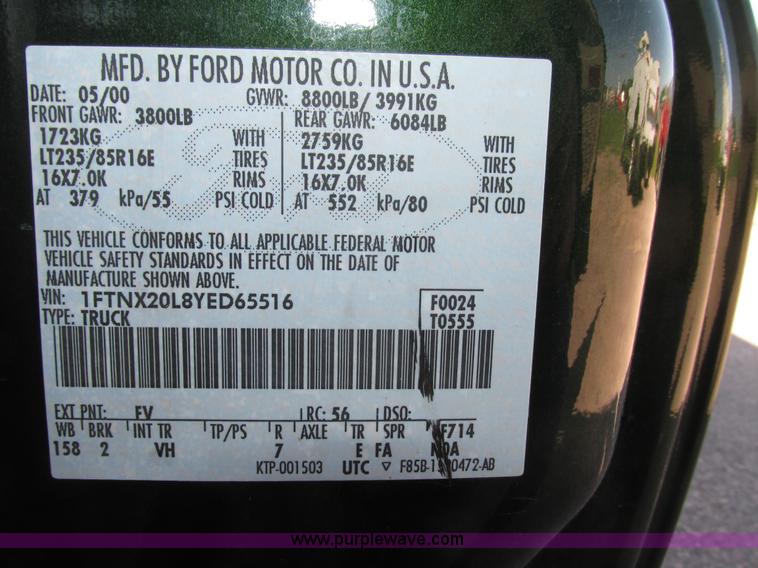 MFD. BY FORD MOTOR CO. IN U.S.A.
DATE: 05/00 GVWR: 8800LB/ 3991KG
FRONT GAWR: 3800LB REAR GAWR: 6084LB
1723KG WITH 2759KG WITH
LT235/85R16E TIRES LT235/85R16E TIRES
16X7.0K RIMS 16X7.0K RIMS
AT 379 kPa/55 PSI COLD AT 552 kPa/80 PSI COLD
THIS VEHICLE CONFORMS TO ALL APPLICABLE FEDERAL MOTOR
VEHICLE SAFETY STANDARDS IN EFFECT ON THE DATE OF
MANUFACTURE SHOWN ABOVE.
VIN: 1FTNX20L8YED65516 F0024
TYPE: TRUCK T0555
EXT PNT: FV RC: 56 DSO:
WB BRK INT TR TP/PS R AXLE TR SPR F714
158 2 VH 7 E FA
KTP-001503 UTC ▽
www.purplewave.com